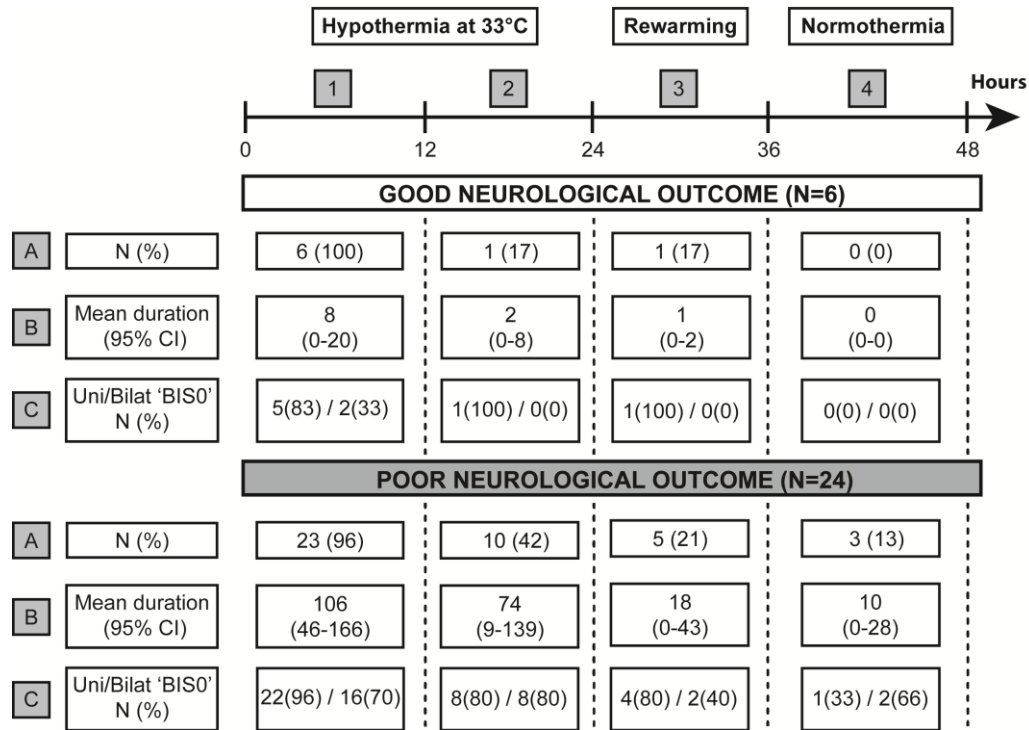 Hypothermia at 33°C Rewarming Normothermia
1 2 3 4 Hours
0 12 24 36 48
GOOD NEUROLOGICAL OUTCOME (N=6)
A N (%) 6 (100) 1 (17) 1 (17) 0 (0)
B Mean duration 8 2 1 0
(95% CI) (0-20) (0-8) (0-2) (0-0)
C Uni/Bilat ‘BIS0’ 5(83) / 2(33) 1(100) / 0(0) 1(100) / 0(0) 0(0) / 0(0)
N (%)
POOR NEUROLOGICAL OUTCOME (N=24)
A N (%) 23 (96) 10 (42) 5 (21) 3 (13)
B Mean duration 106 74 18 10
(95% CI) (46-166) (9-139) (0-43) (0-28)
C Uni/Bilat ‘BIS0’ 22(96) / 16(70) 8(80) / 8(80) 4(80) / 2(40) 1(33) / 2(66)
N (%)